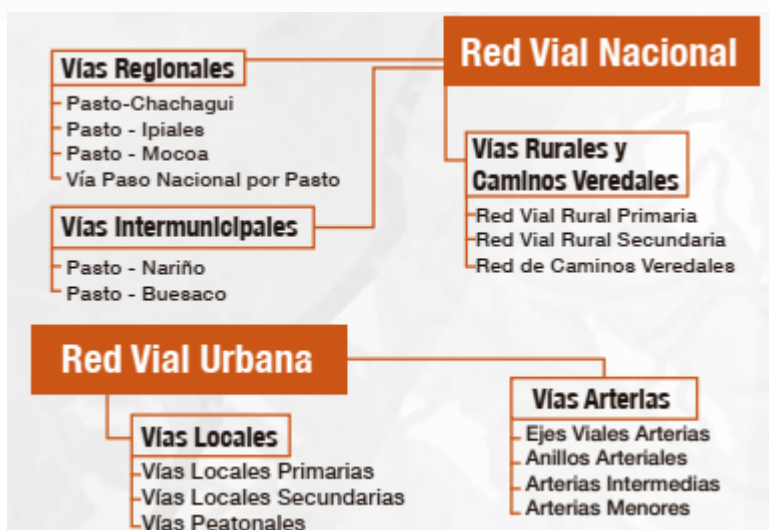 Red Vial Nacional
Vías Regionales
Pasto-Chachagui
Pasto - Ipiales
Pasto - Mocoa
Vía Paso Nacional por Pasto
Vías Intermunicipales
Pasto - Nariño
Pasto - Buesaco
Vías Rurales y
Caminos Veredales
Red Vial Rural Primaria
Red Vial Rural Secundaria
Red de Caminos Veredales
Red Vial Urbana
Vías Locales
Vías Locales Primarias
Vías Locales Secundarias
Vías Peatonales
Vías Arterias
Ejes Viales Arterias
Anillos Arteriales
Arterias Intermedias
Arterias Menores